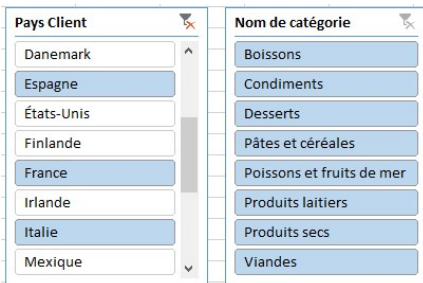 Pays Client
Danemark
Espagne
États-Unis
Finlande
France
Irlande
Italie
Mexique
Nom de catégorie
Boissons
Condiments
Desserts
Pâtes et céréales
Poissons et fruits de mer
Produits laitiers
Produits secs
Viandes